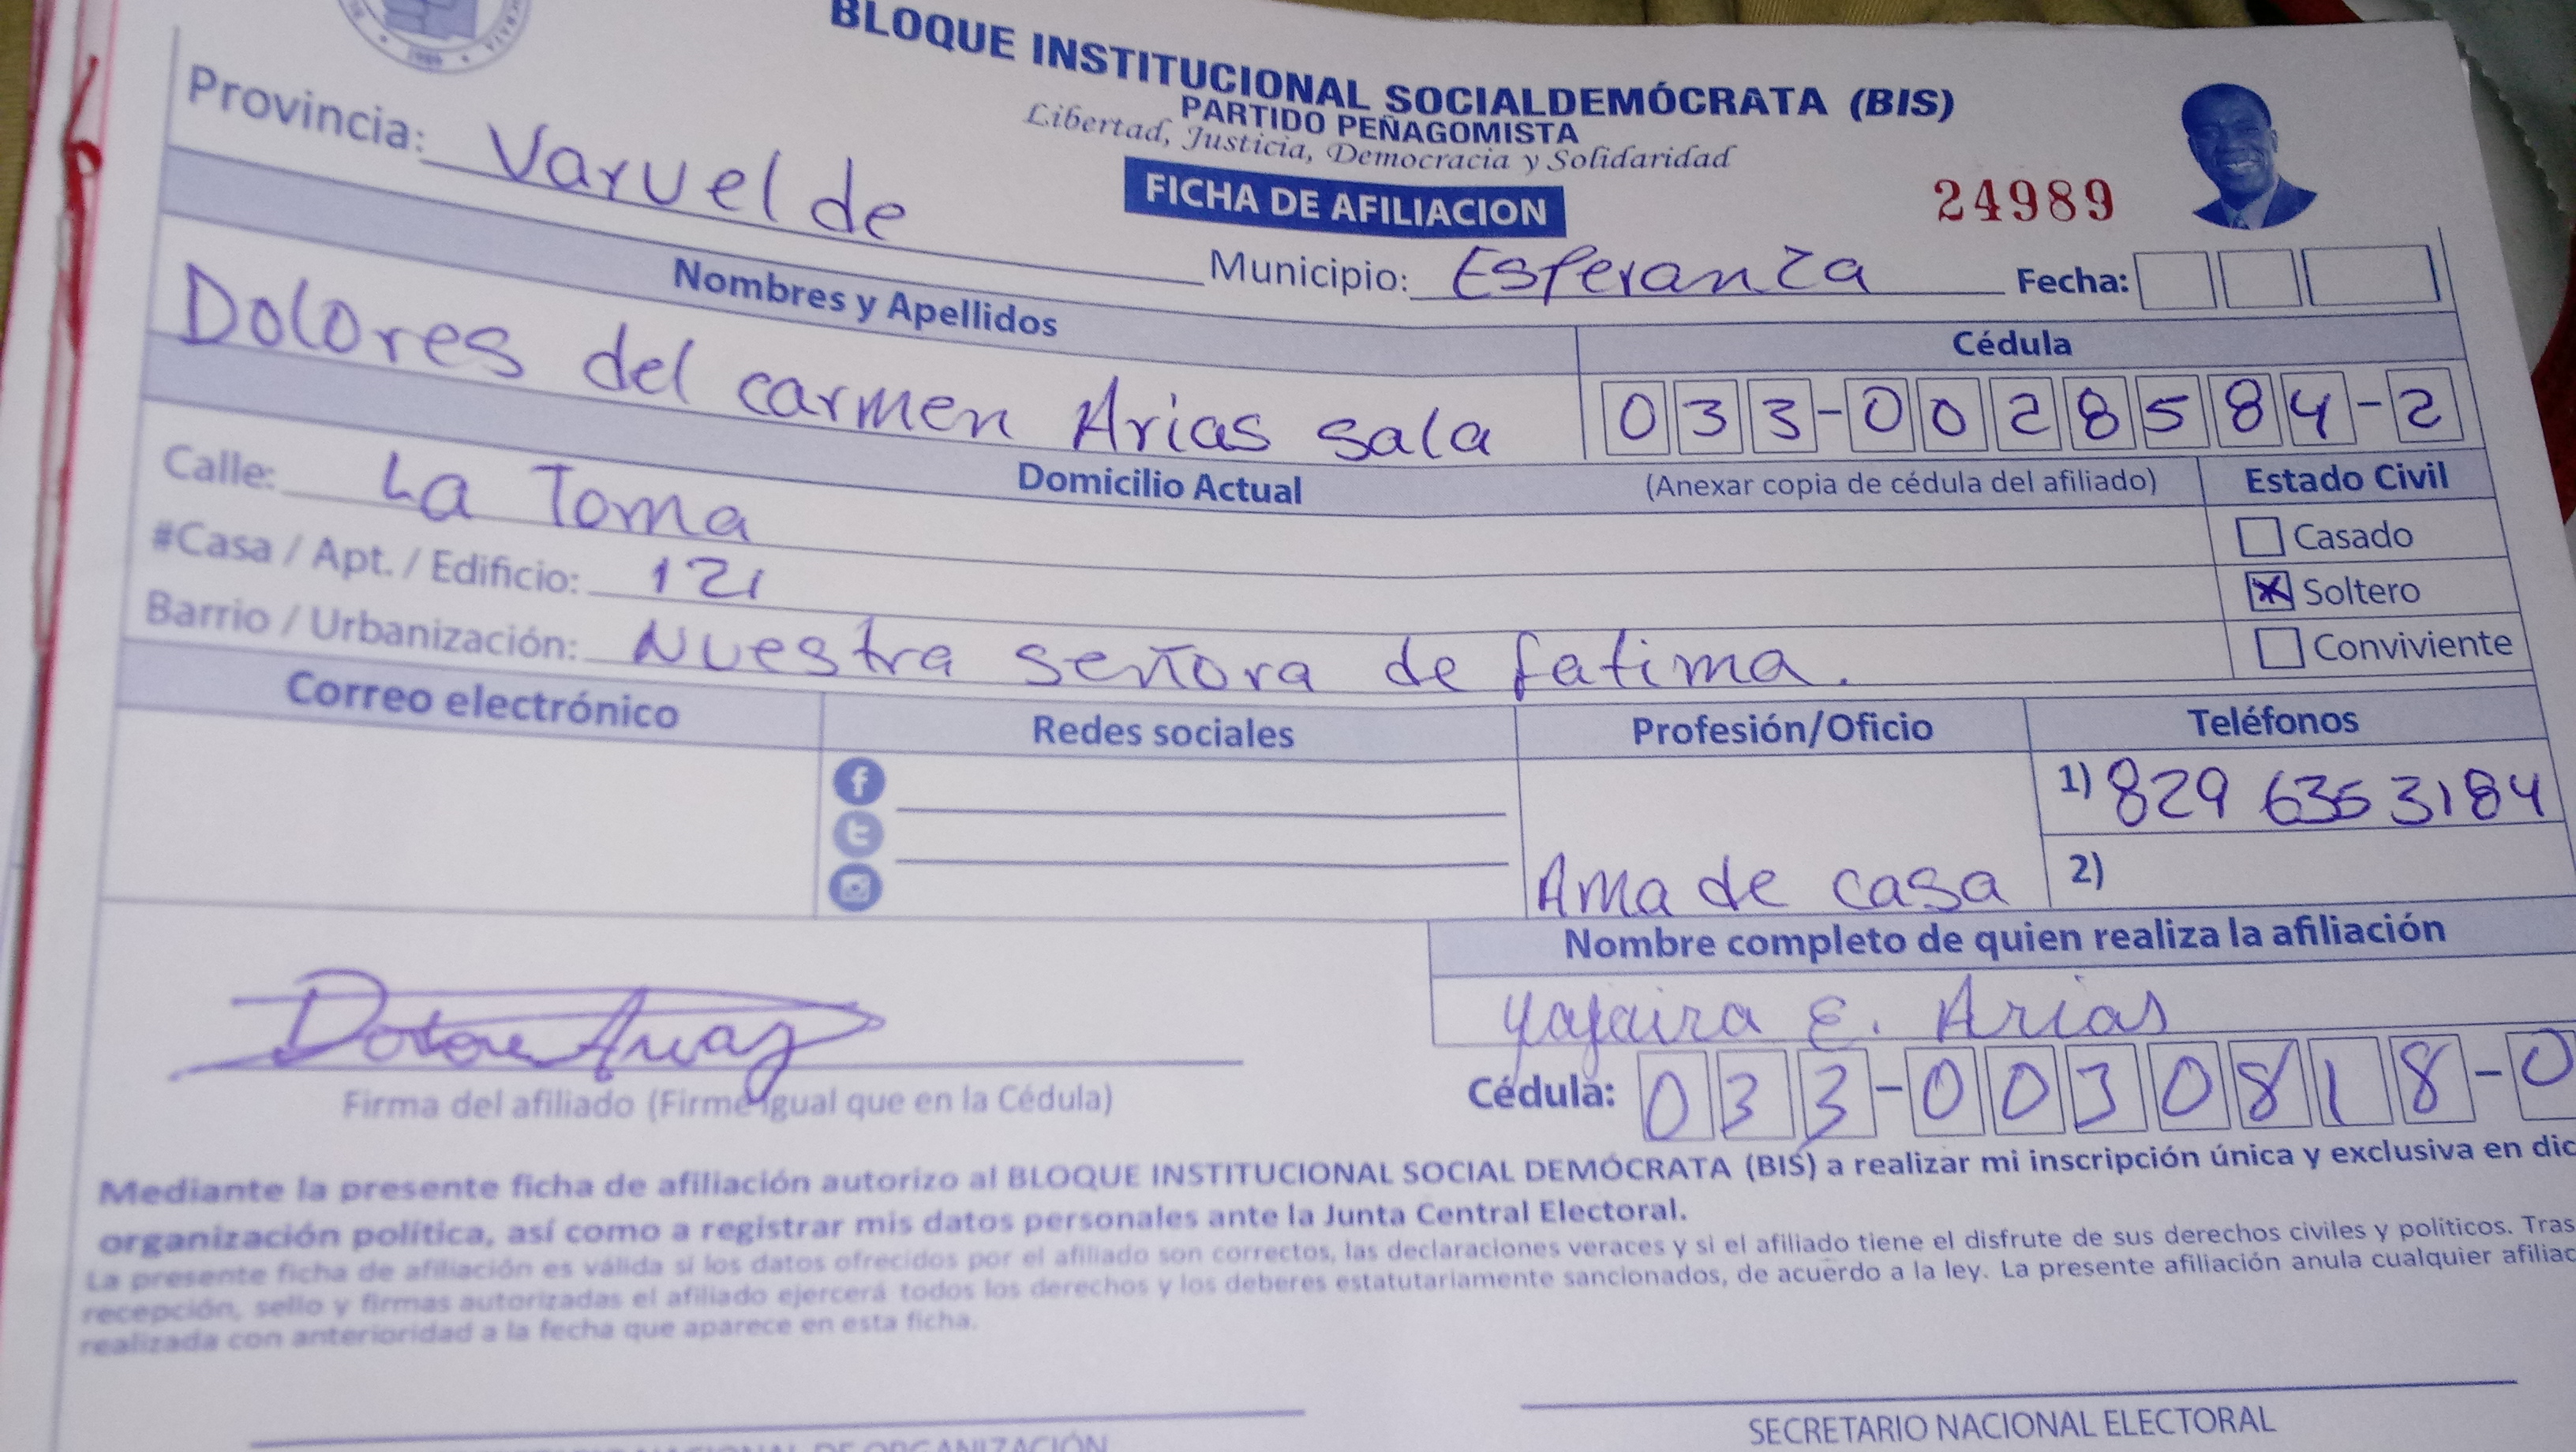 BLOQUE INSTITUCIONAL SOCIALDEMÓCRATA (BIS)
PARTIDO PEÑAGOMISTA
Libertad, Justicia, Democracia y Solidaridad
FICHA DE AFILIACION
24989
Provincia: Varuelde
Municipio: Esperanza Fecha:
Nombres y Apellidos Cédula
Dolores del carmen Arias sala 033-0028584-2
Domicilio Actual (Anexar copia de cédula del afiliado) Estado Civil
Calle: La Toma
Casado
#Casa / Apt. / Edificio: 121
Soltero
Barrio / Urbanización: Nuestra señora de fatima.
Conviviente
Correo electrónico Redes sociales Profesión/Oficio Teléfonos
1) 829 6353184
Ama de casa 2)
Nombre completo de quien realiza la afiliación
Yajaira E. Arias
Cédula: 033-0030818-0
Firma del afiliado (Firme igual que en la Cédula)
Mediante la presente ficha de afiliación autorizo al BLOQUE INSTITUCIONAL SOCIAL DEMÓCRATA (BIS) a realizar mi inscripción única y exclusiva en dic
organización política, así como a registrar mis datos personales ante la Junta Central Electoral.
La presente ficha de afiliación es válida si los datos ofrecidos por el afiliado son correctos, las declaraciones veraces y si el afiliado tiene el disfrute de sus derechos civiles y políticos. Tras
recepción, sello y firmas autorizadas el afiliado ejercerá todos los derechos y los deberes estatutariamente sancionados, de acuerdo a la ley. La presente afiliación anula cualquier afiliac
realizada con anterioridad a la fecha que aparece en esta ficha.
SECRETARIO NACIONAL ELECTORAL
NACIONAL DE ORGANIZACIÓN